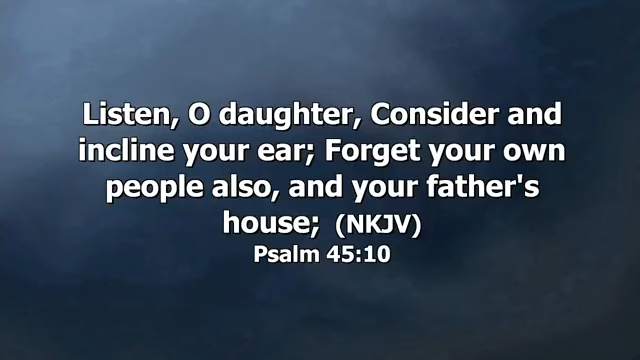 Listen, O daughter, Consider and
incline your ear; Forget your own
people also, and your father's
house; (NKJV)
Psalm 45:10